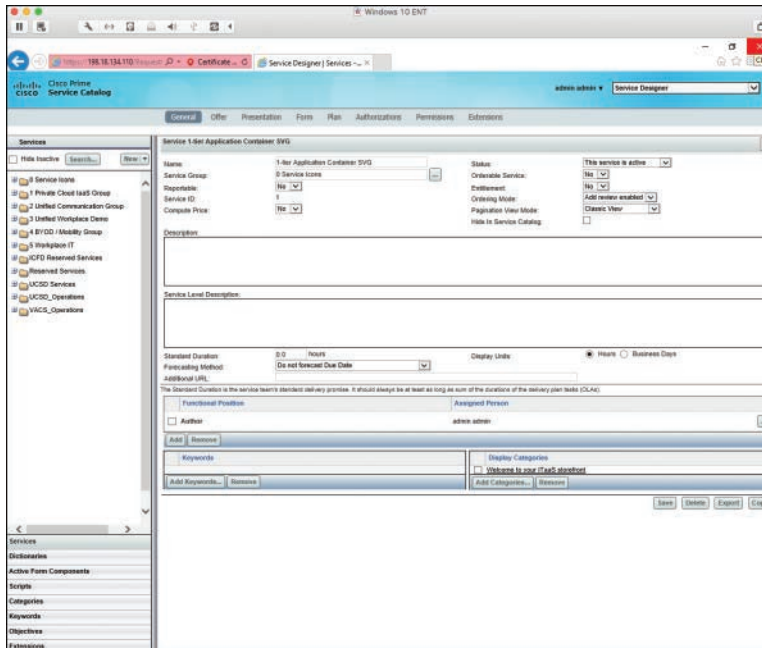 Windows 10 ENT
198.18.134.110
Certificate ...
Service Designer | Services -...
cisco
Cisco Prime
Service Catalog
admin admin
Service Designer
General Offer Presentation Form Plan Authorizations Permissions Extensions
Services
Hide Inactive Search... New
0 Service Icons
1 Private Cloud IaaS Group
2 Unified Communication Group
3 Unified Workplace Demo
4 BYOD / Mobility Group
5 Workplace IT
ICFD Reserved Services
Reserved Services
UCSD Services
UCSD_Operations
VACS_Operations
Services
Dictionaries
Active Form Components
Scripts
Categories
Keywords
Objectives
Extensions
Service 1-tier Application Container SVG
Name: 1-tier Application Container SVG
Status: This service is active
Service Group: 0 Service Icons ...
Orderable Service: No
Reportable: No
Entitlement: No
Service ID: 1
Ordering Mode: Add review enabled
Compute Price: No
Pagination View Mode: Classic View
Hide In Service Catalog:
Description:
Service Level Description:
Standard Duration: 0.0 hours
Display Units: Hours Business Days
Forecasting Method: Do not forecast Due Date
Additional URL:
The Standard Duration is the service team's standard delivery promise. It should always be at least as long as sum of the durations of the delivery plan tasks (OLAs).
Functional Position Assigned Person
Author admin admin
Add Remove
Keywords Display Categories
Welcome to your ITaaS storefront
Add Keywords... Remove Add Categories... Remove
Save Delete Export